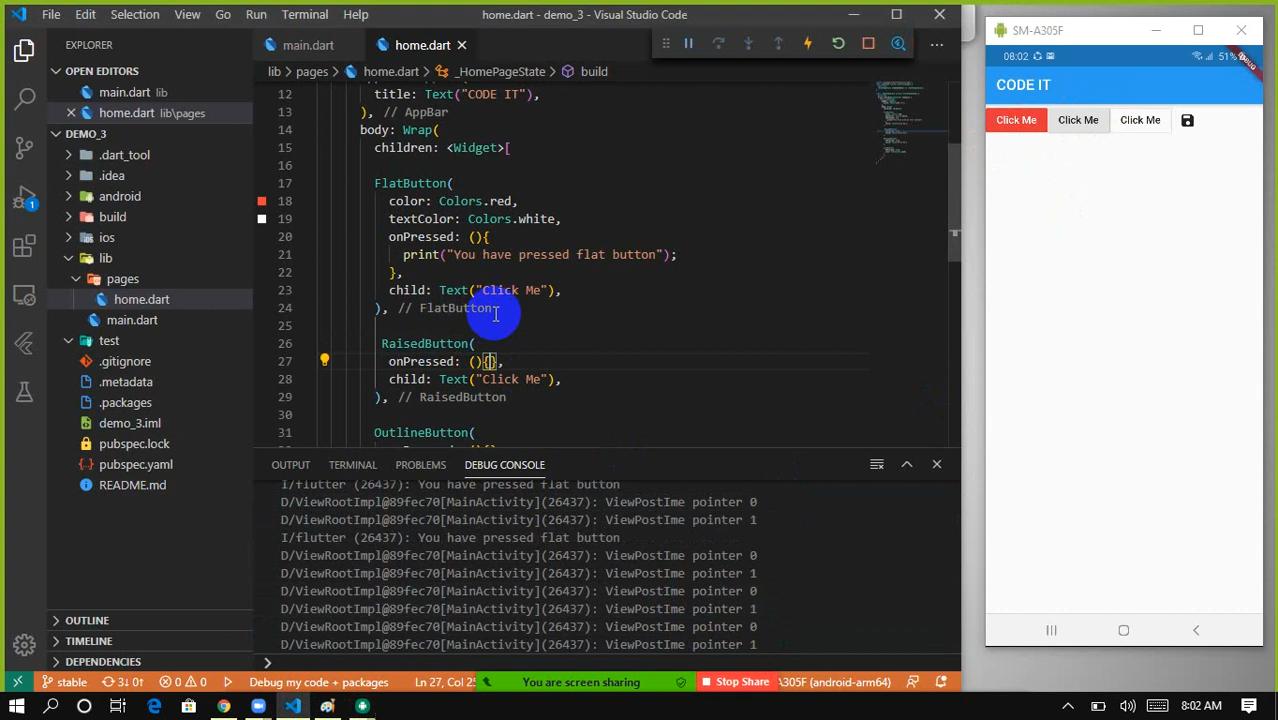 File Edit Selection View Go Run Terminal Help home.dart - demo_3 - Visual Studio Code
EXPLORER
OPEN EDITORS
main.dart lib
home.dart lib\pages
DEMO_3
.dart_tool
.idea
android
build
ios
lib
pages
home.dart
main.dart
test
.gitignore
.metadata
.packages
demo_3.iml
pubspec.lock
pubspec.yaml
README.md
OUTLINE
TIMELINE
DEPENDENCIES
1
main.dart home.dart
lib > pages > home.dart > _HomePageState > build
12 title: Text("CODE IT"),
13 ), // AppBar
14 body: Wrap(
15 children: <Widget>[
16
17 FlatButton(
18 color: Colors.red,
19 textColor: Colors.white,
20 onPressed: (){
21 print("You have pressed flat button");
22 },
23 child: Text("Click Me"),
24 ), // FlatButton
25
26 RaisedButton(
27 onPressed: (){},
28 child: Text("Click Me"),
29 ), // RaisedButton
30
31 OutlineButton(
OUTPUT TERMINAL PROBLEMS DEBUG CONSOLE
I/flutter (26437): You have pressed flat button
D/ViewRootImpl@89fec70[MainActivity](26437): ViewPostIme pointer 0
D/ViewRootImpl@89fec70[MainActivity](26437): ViewPostIme pointer 1
I/flutter (26437): You have pressed flat button
D/ViewRootImpl@89fec70[MainActivity](26437): ViewPostIme pointer 0
D/ViewRootImpl@89fec70[MainActivity](26437): ViewPostIme pointer 1
D/ViewRootImpl@89fec70[MainActivity](26437): ViewPostIme pointer 0
D/ViewRootImpl@89fec70[MainActivity](26437): ViewPostIme pointer 1
D/ViewRootImpl@89fec70[MainActivity](26437): ViewPostIme pointer 0
D/ViewRootImpl@89fec70[MainActivity](26437): ViewPostIme pointer 1
SM-A305F
08:02 51%
DEBUG
CODE IT
Click Me Click Me Click Me
stable 3↓ 0↑ 0 0 Debug my code + packages Ln 27, Col 25 You are screen sharing Stop Share A305F (android-arm64)
8:02 AM